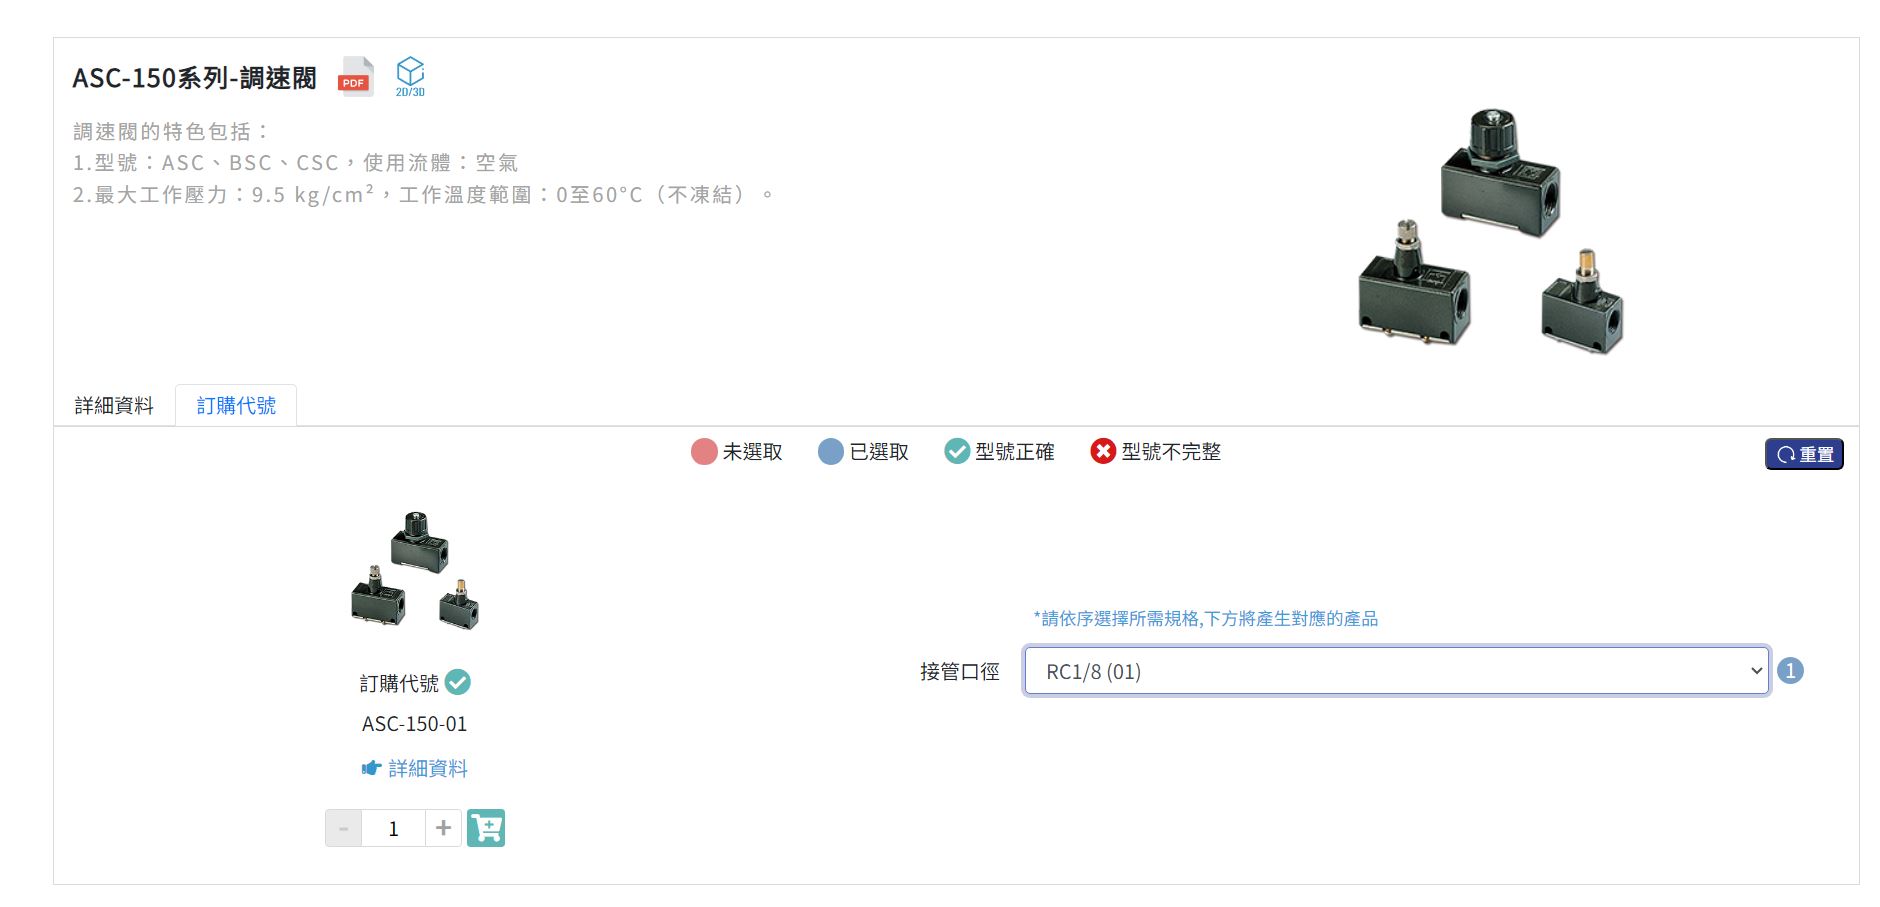 ASC-150系列-調速閥
PDF
2D/3D
調速閥的特色包括：
1.型號：ASC、BSC、CSC，使用流體：空氣
2.最大工作壓力：9.5 kg/cm²，工作溫度範圍：0至60°C（不凍結）。
詳細資料
訂購代號
未選取
已選取
型號正確
型號不完整
重置
*請依序選擇所需規格,下方將產生對應的產品
接管口徑
RC1/8 (01)
1
訂購代號
ASC-150-01
詳細資料
- 1 +